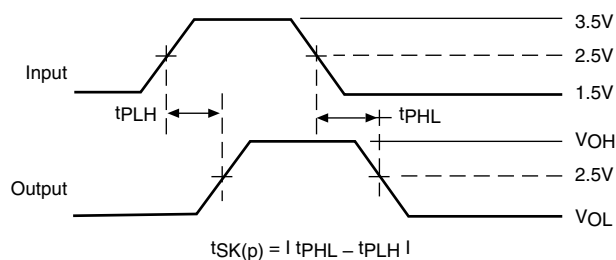 3.5V
2.5V
Input
1.5V
tPLH
tPHL
VOH
2.5V
Output
VOL
tSK(p) = I tPHL – tPLH I